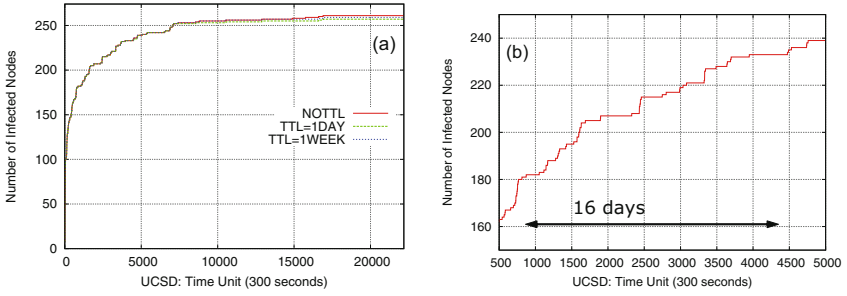 (a)
Number of Infected Nodes
250
200
150
100
50
0
NOTTL
TTL=1DAY
TTL=1WEEK
0 5000 10000 15000 20000
UCSD: Time Unit (300 seconds)
(b)
Number of Infected Nodes
240
220
200
180
160
16 days
500 1000 1500 2000 2500 3000 3500 4000 4500 5000
UCSD: Time Unit (300 seconds)